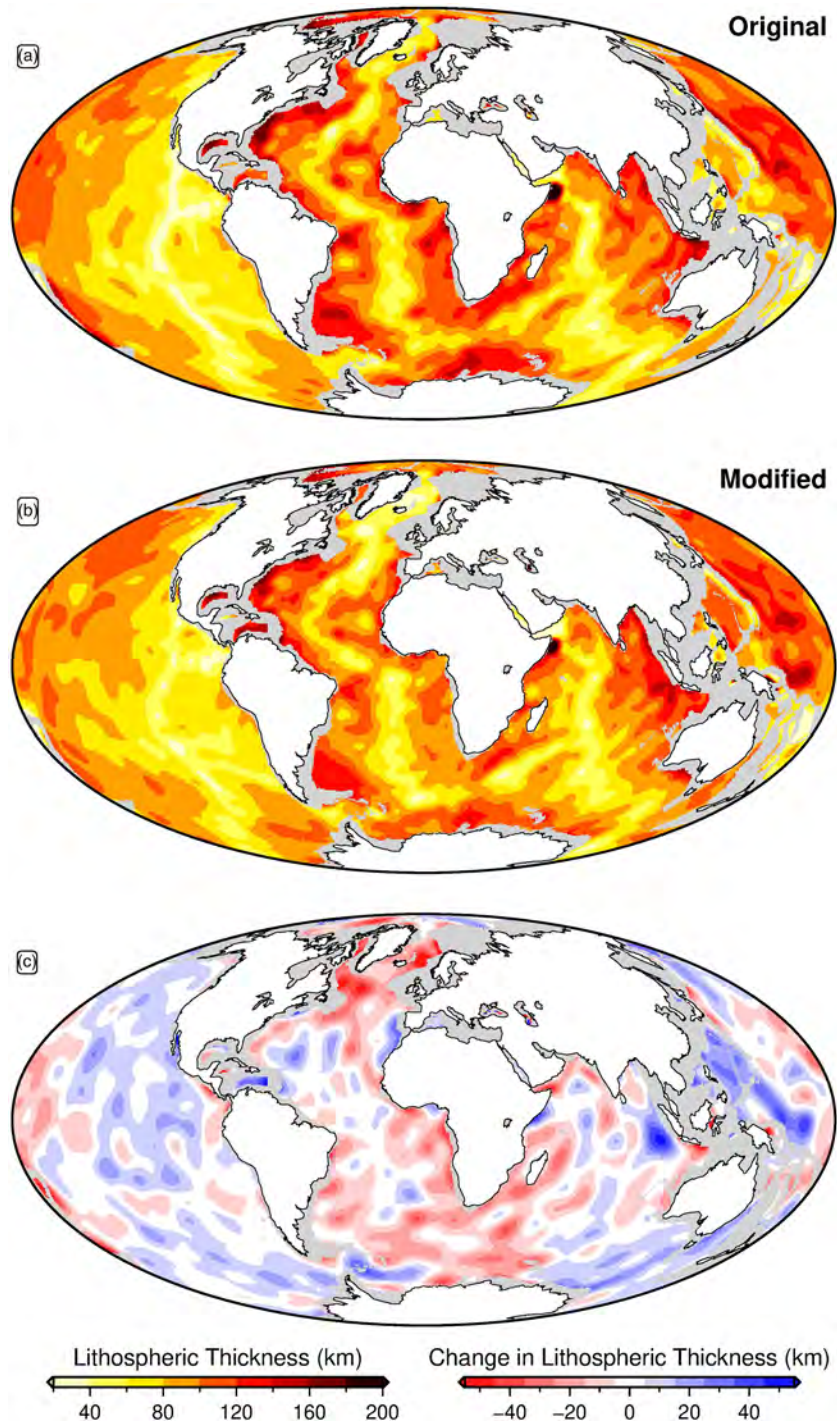 (a)
Original
(b)
Modified
(c)
Lithospheric Thickness (km)
40 80 120 160 200
Change in Lithospheric Thickness (km)
−40 −20 0 20 40